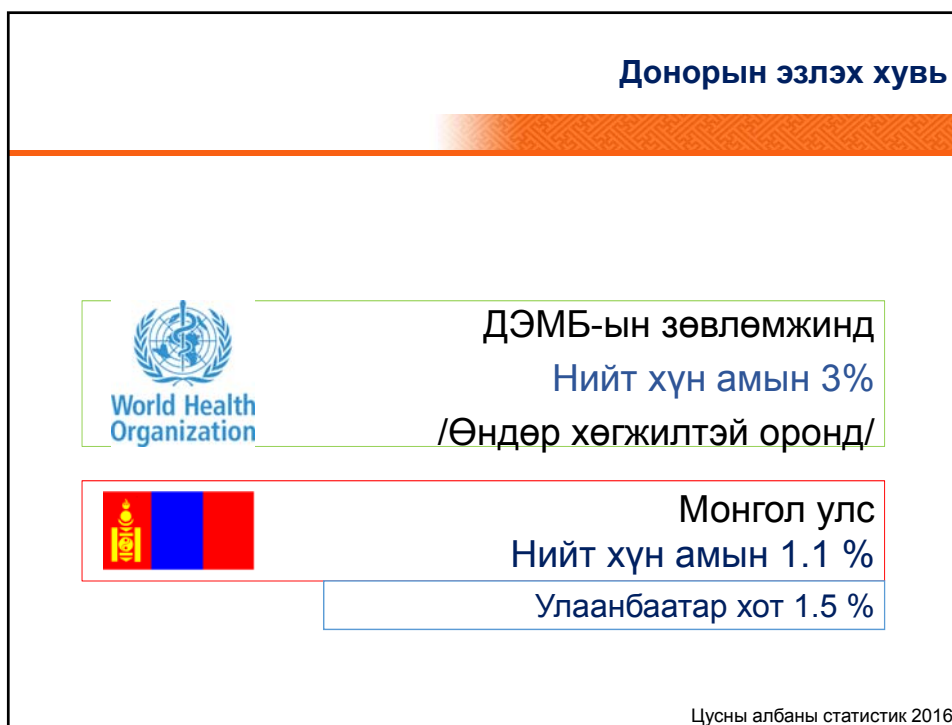 Донорын эзлэх хувь
ДЭМБ-ын зөвлөмжинд
Нийт хүн амын 3%
/Өндөр хөгжилтэй оронд/
World Health
Organization
Монгол улс
Нийт хүн амын 1.1 %
Улаанбаатар хот 1.5 %
Цусны албаны статистик 2016